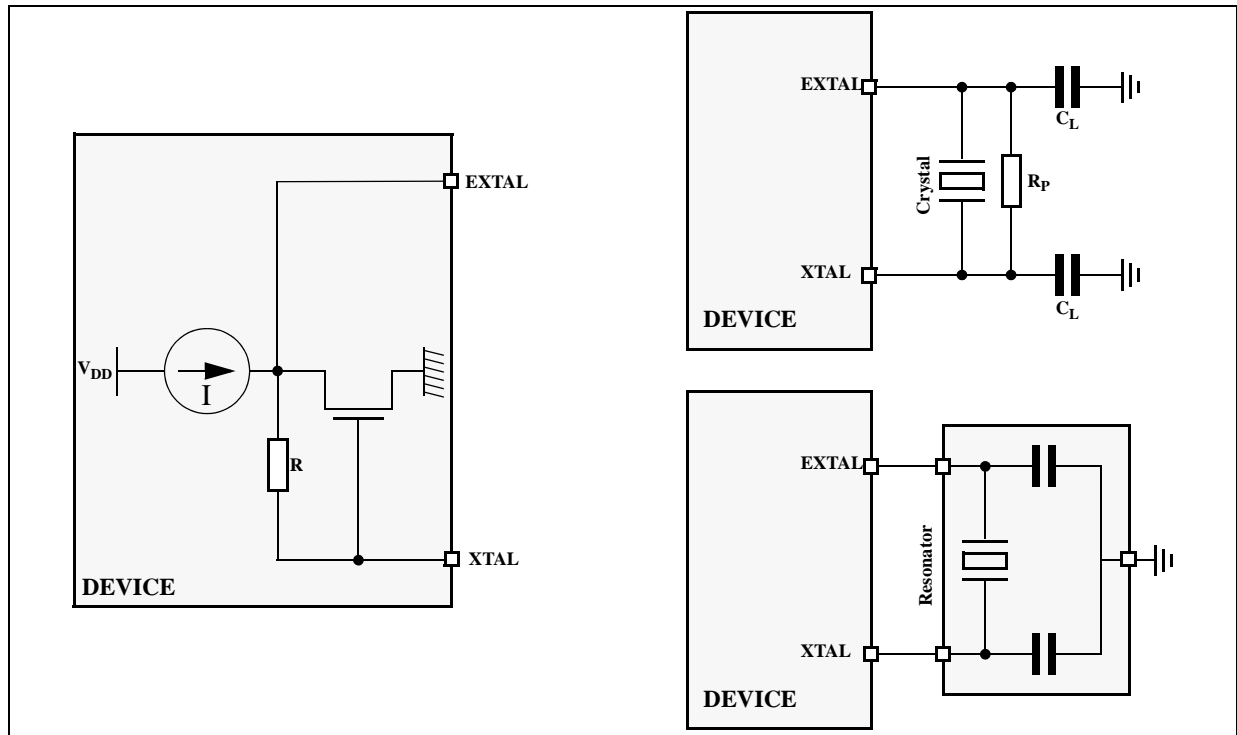 EXTAL
V_DD
I
R
XTAL
DEVICE
EXTAL
C_L
Crystal
R_P
XTAL
C_L
DEVICE
EXTAL
Resonator
XTAL
DEVICE